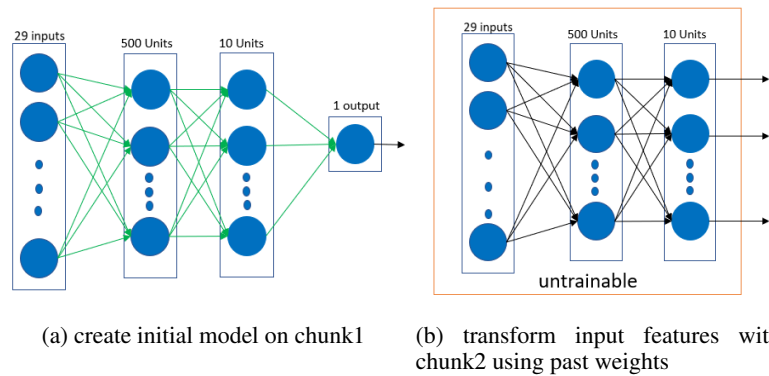 29 inputs
500 Units
10 Units
1 output
29 inputs
500 Units
10 Units
untrainable
(a) create initial model on chunk1
(b) transform input features wit
chunk2 using past weights